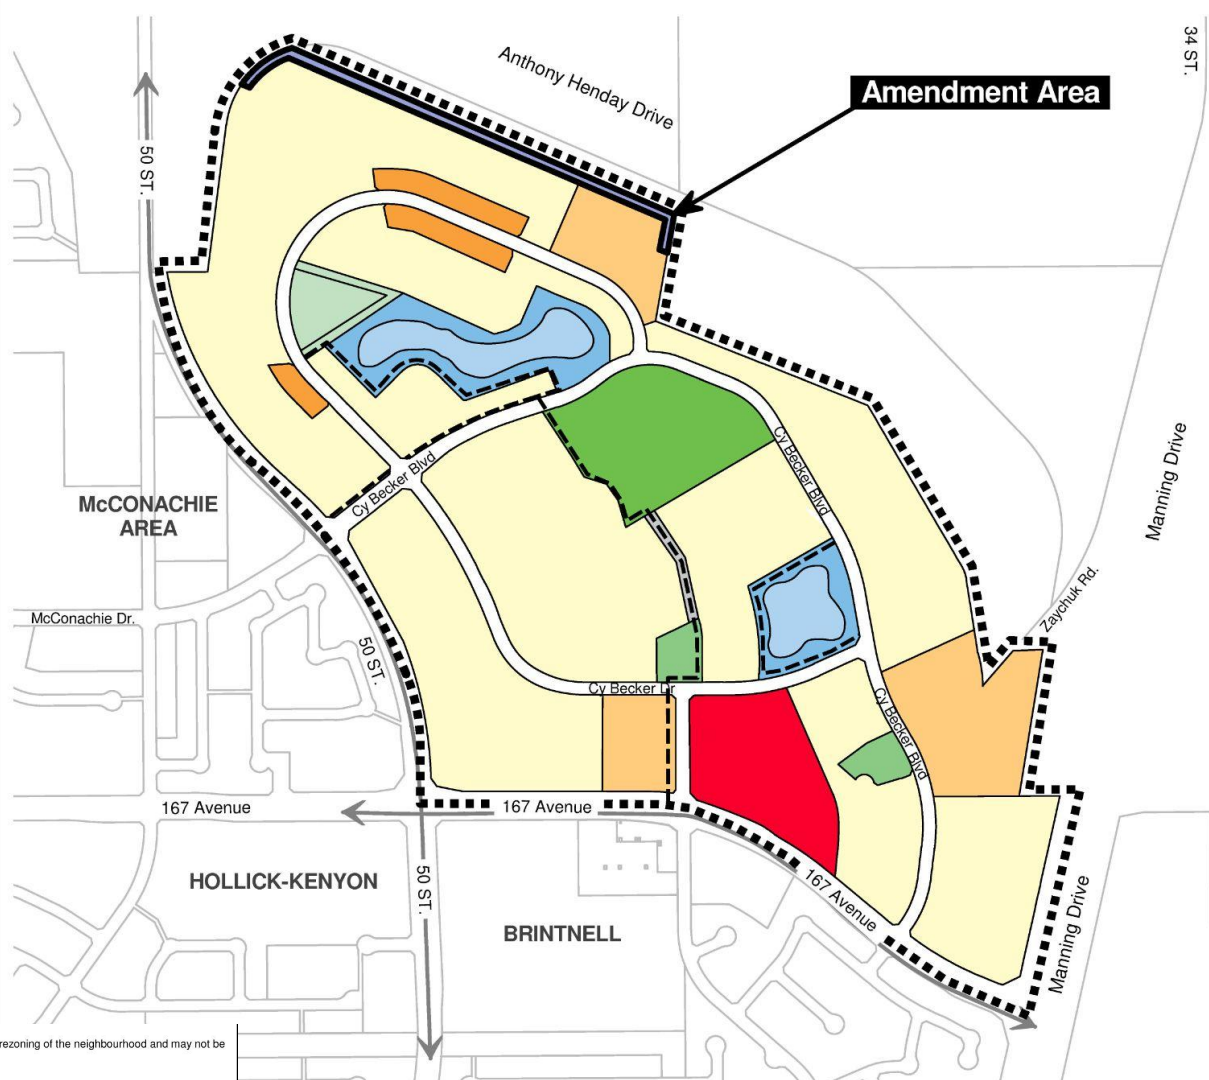 34 ST.
Anthony Henday Drive
Amendment Area
50 ST.
Cy Becker Blvd
Cy Becker Blvd
Manning Drive
McCONACHIE
AREA
Zaychuk Rd.
McConachie Dr.
50 ST.
Cy Becker Dr
Cy Becker Blvd
167 Avenue
167 Avenue
HOLLICK-KENYON
50 ST.
167 Avenue
BRINTNELL
Manning Drive
rezoning of the neighbourhood and may not be